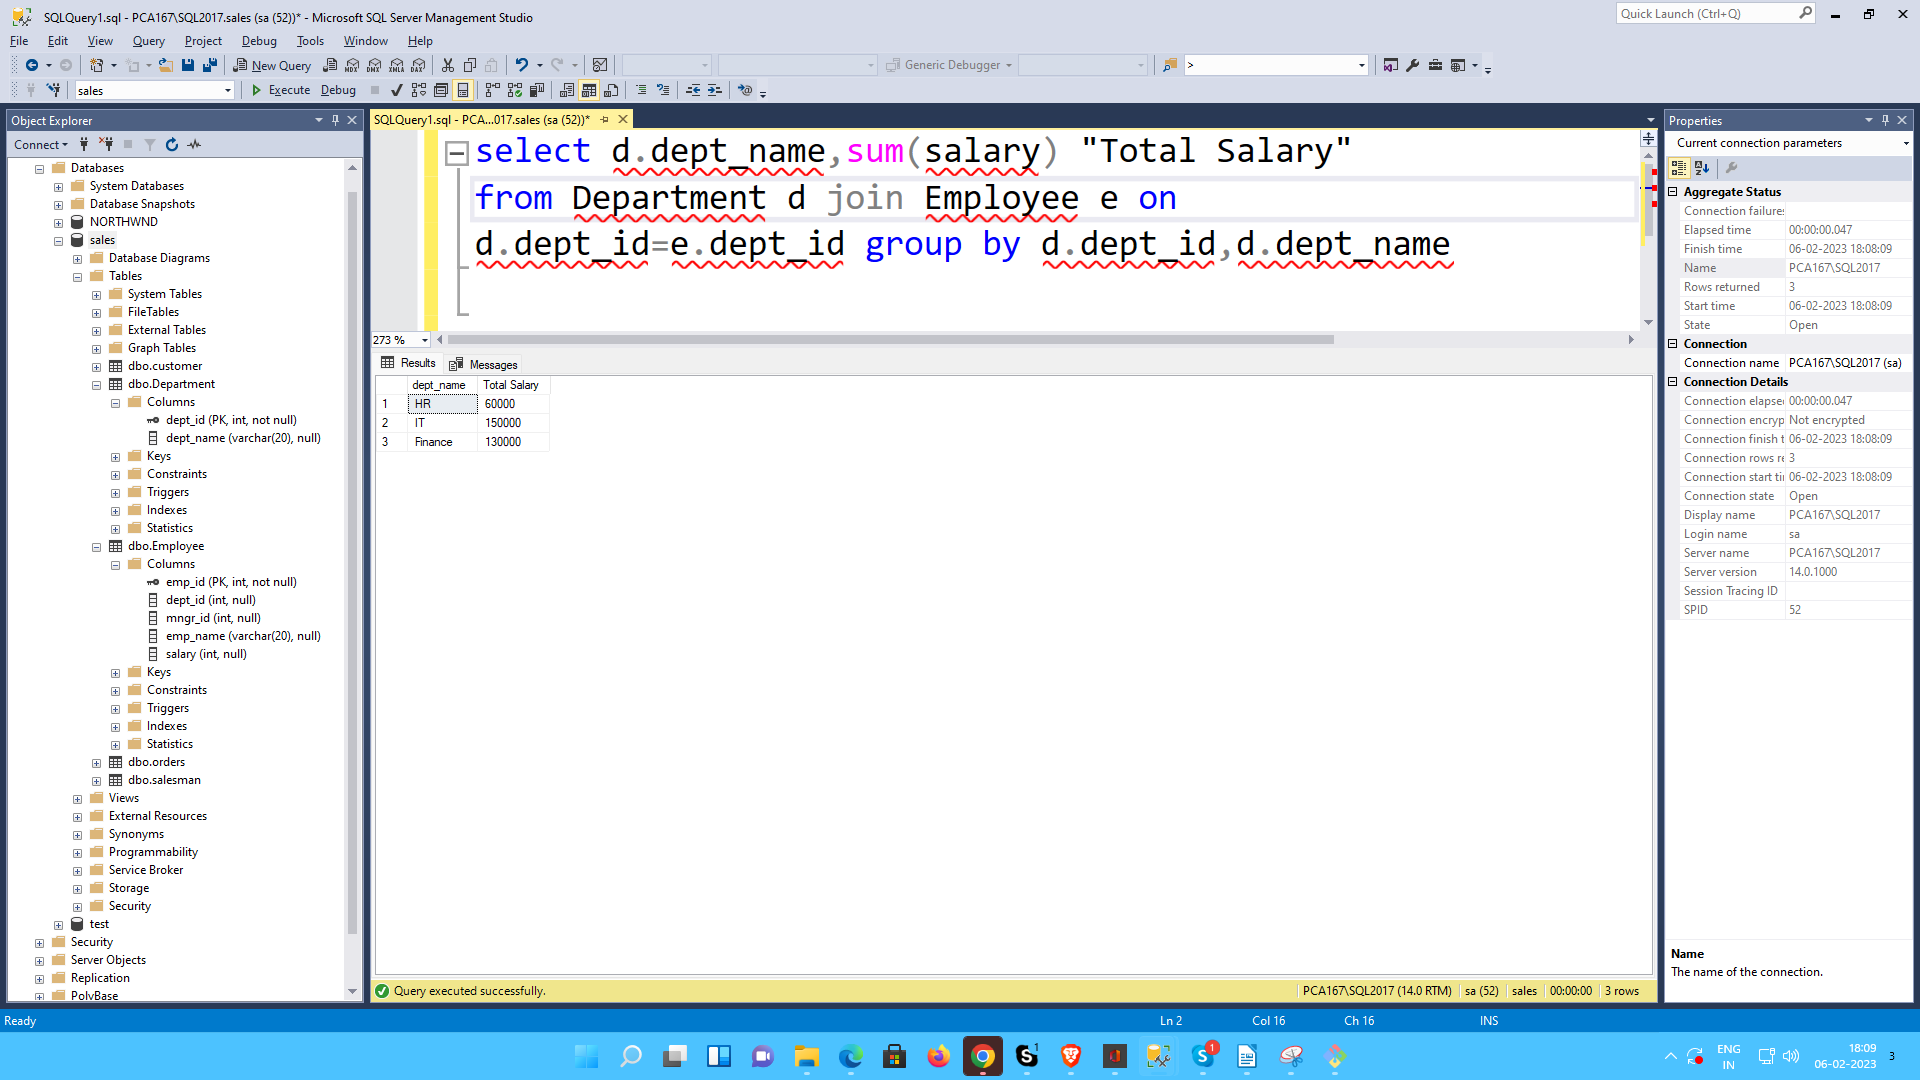 SQLQuery1.sql - PCA167\SQL2017.sales (sa (52))* - Microsoft SQL Server Management Studio
Quick Launch (Ctrl+Q)
File Edit View Query Project Debug Tools Window Help
New Query MDX DMX XMLA DAX Generic Debugger >
sales Execute Debug
Object Explorer
Connect
Databases
System Databases
Database Snapshots
NORTHWND
sales
Database Diagrams
Tables
System Tables
FileTables
External Tables
Graph Tables
dbo.customer
dbo.Department
Columns
dept_id (PK, int, not null)
dept_name (varchar(20), null)
Keys
Constraints
Triggers
Indexes
Statistics
dbo.Employee
Columns
emp_id (PK, int, not null)
dept_id (int, null)
mngr_id (int, null)
emp_name (varchar(20), null)
salary (int, null)
Keys
Constraints
Triggers
Indexes
Statistics
dbo.orders
dbo.salesman
Views
External Resources
Synonyms
Programmability
Service Broker
Storage
Security
test
Security
Server Objects
Replication
PolyBase
SQLQuery1.sql - PCA...017.sales (sa (52))*
select d.dept_name,sum(salary) "Total Salary"
from Department d join Employee e on
d.dept_id=e.dept_id group by d.dept_id,d.dept_name
273 %
Results Messages
dept_name Total Salary
1 HR 60000
2 IT 150000
3 Finance 130000
Query executed successfully. PCA167\SQL2017 (14.0 RTM) sa (52) sales 00:00:00 3 rows
Properties
Current connection parameters
Aggregate Status
Connection failures
Elapsed time 00:00:00.047
Finish time 06-02-2023 18:08:09
Name PCA167\SQL2017
Rows returned 3
Start time 06-02-2023 18:08:09
State Open
Connection
Connection name PCA167\SQL2017 (sa)
Connection Details
Connection elapse 00:00:00.047
Connection encryp Not encrypted
Connection finish t 06-02-2023 18:08:09
Connection rows re 3
Connection start ti 06-02-2023 18:08:09
Connection state Open
Display name PCA167\SQL2017
Login name sa
Server name PCA167\SQL2017
Server version 14.0.1000
Session Tracing ID
SPID 52
Name
The name of the connection.
Ready Ln 2 Col 16 Ch 16 INS
ENG
IN
18:09
06-02-2023
3